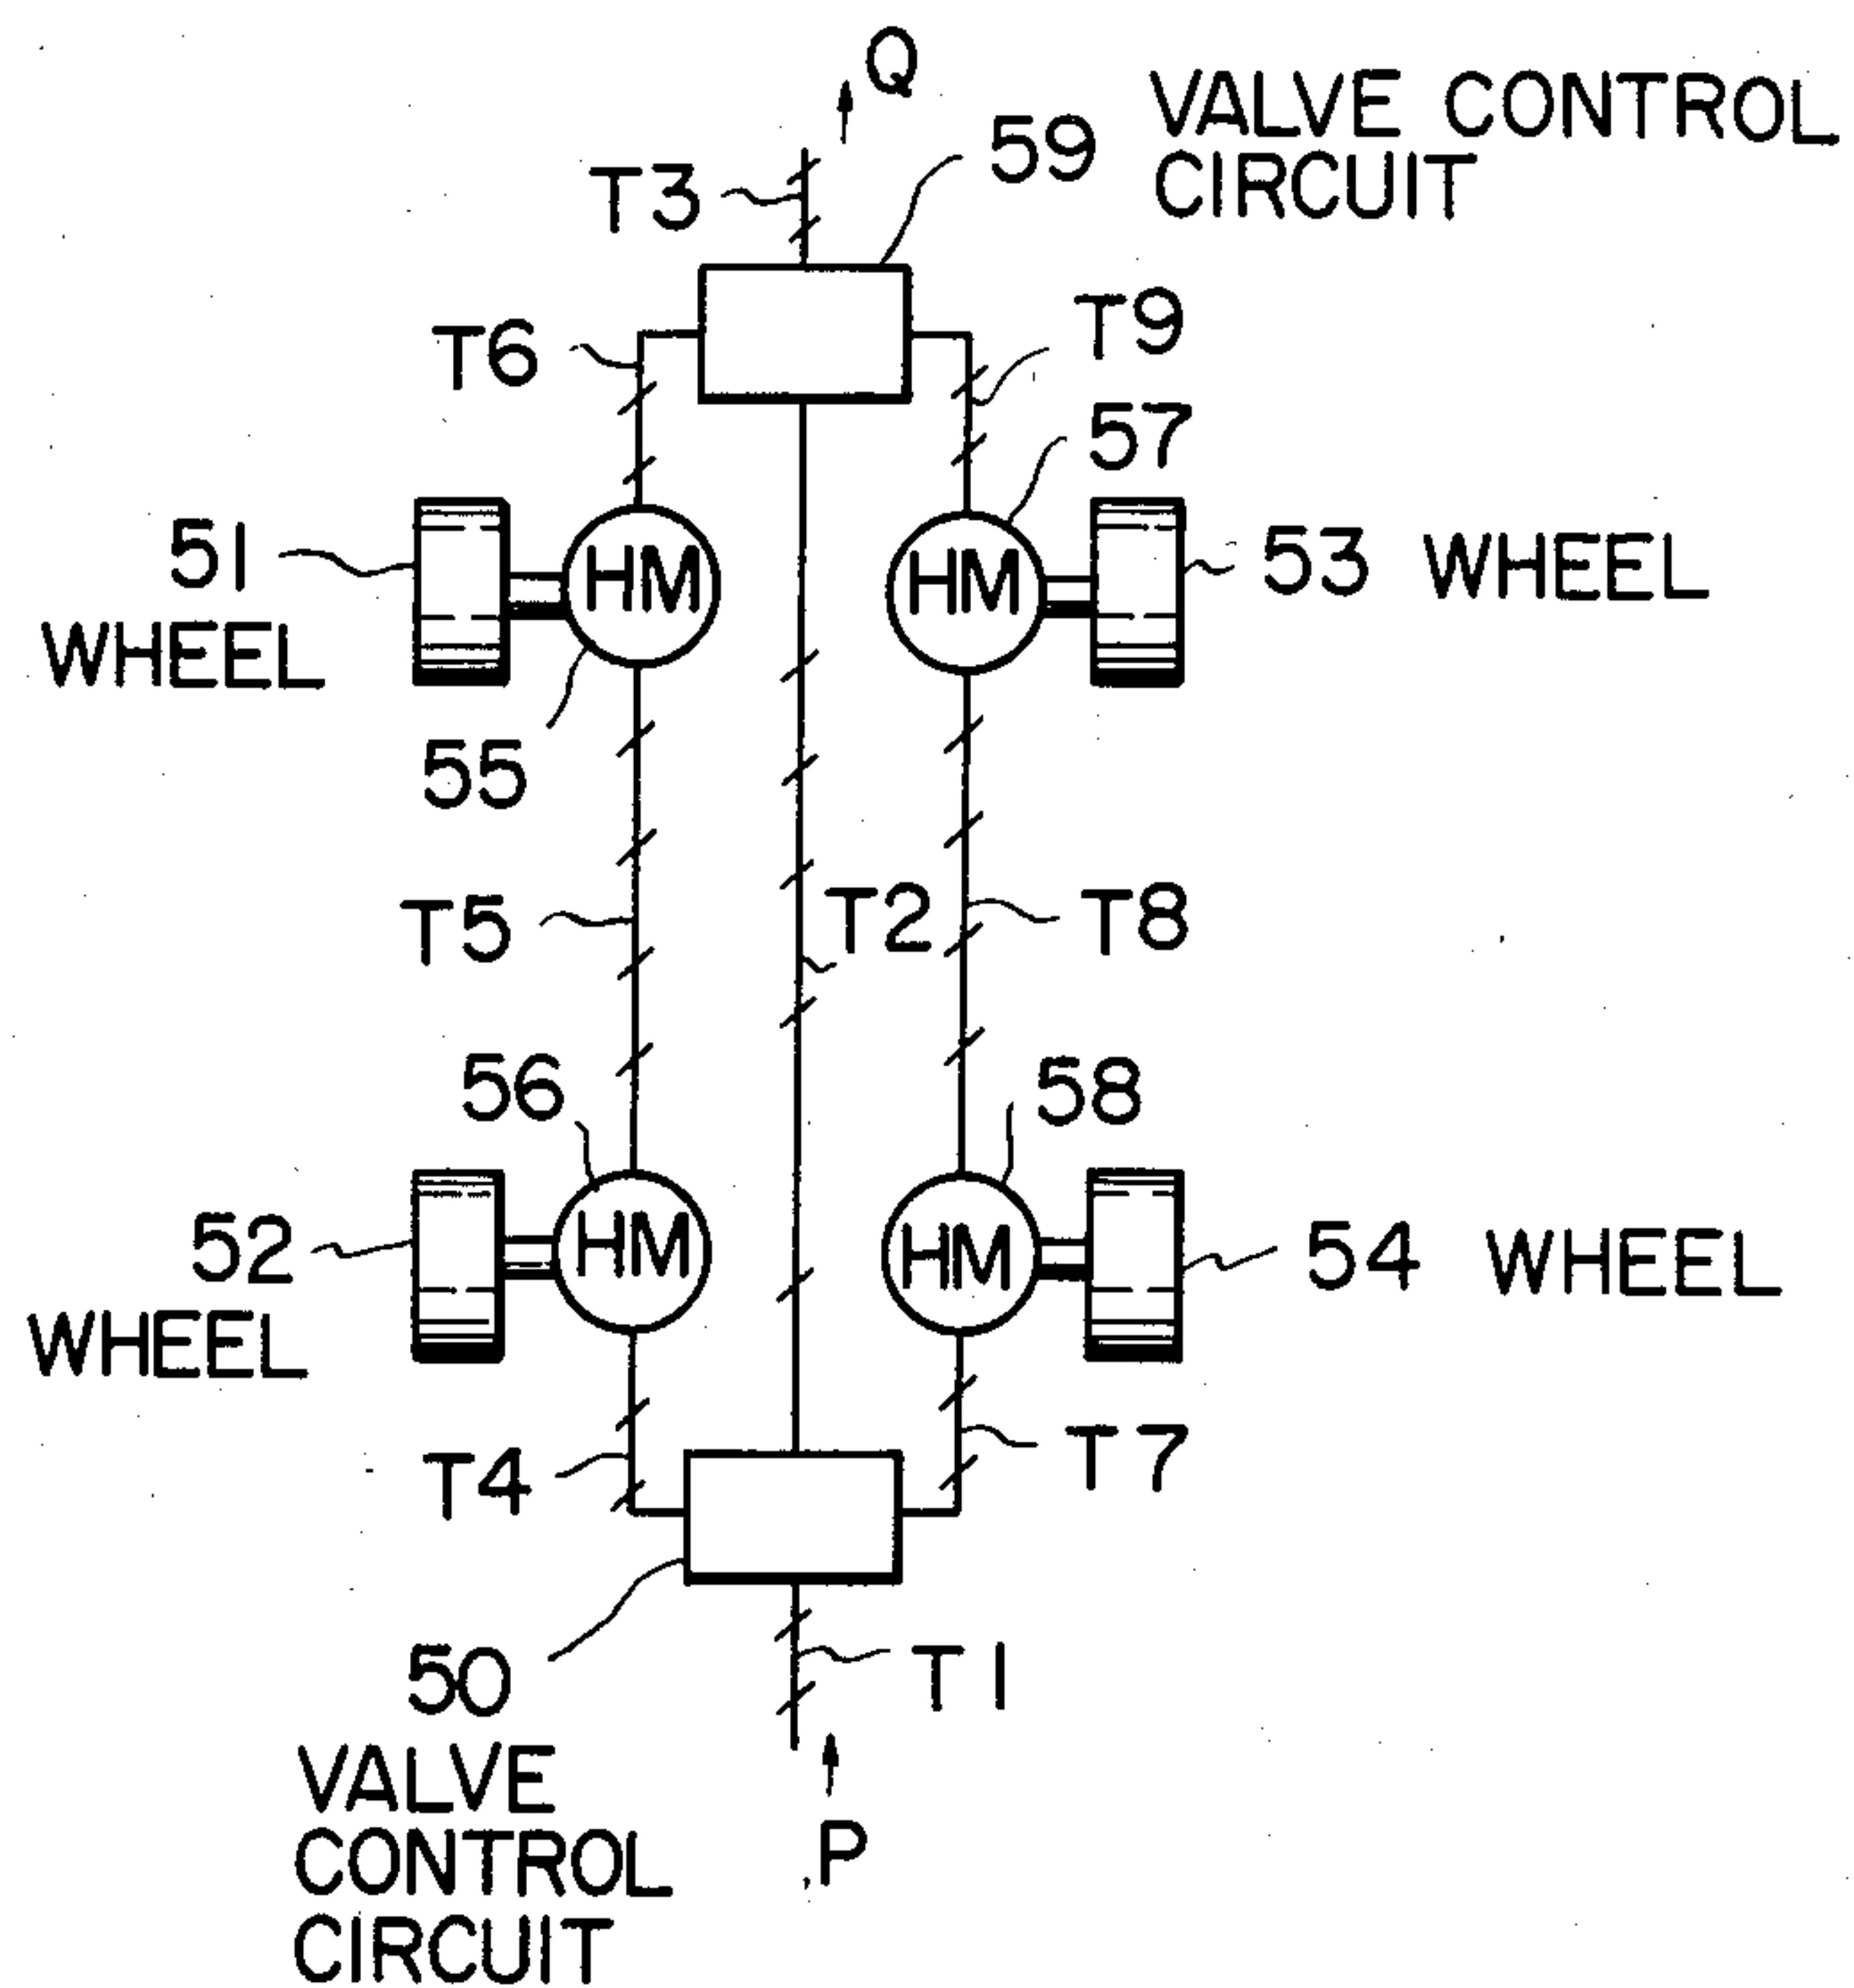 Q
59 VALVE CONTROL
CIRCUIT
T3
T6
T9
57
51
WHEEL
HM
HM
53 WHEEL
55
T5
T2
T8
56
58
52
WHEEL
HM
HM
54 WHEEL
T4
T7
50
VALVE
CONTROL
CIRCUIT
T1
P